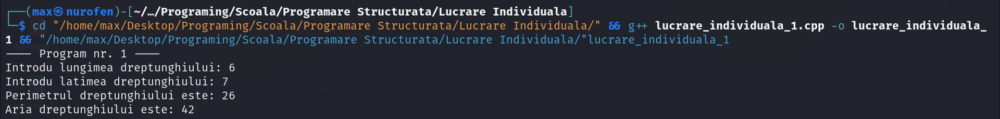 ┌──(max㉿nurofen)-[~/…/Programing/Scoala/Programare Structurata/Lucrare Individuala]
└─$ cd "/home/max/Desktop/Programing/Scoala/Programare Structurata/Lucrare Individuala/" && g++ lucrare_individuala_1.cpp -o lucrare_individuala_
1 && "/home/max/Desktop/Programing/Scoala/Programare Structurata/Lucrare Individuala/"lucrare_individuala_1
---- Program nr. 1 ----
Introdu lungimea dreptunghiului: 6
Introdu latimea dreptunghiului: 7
Perimetrul dreptunghiului este: 26
Aria dreptunghiului este: 42